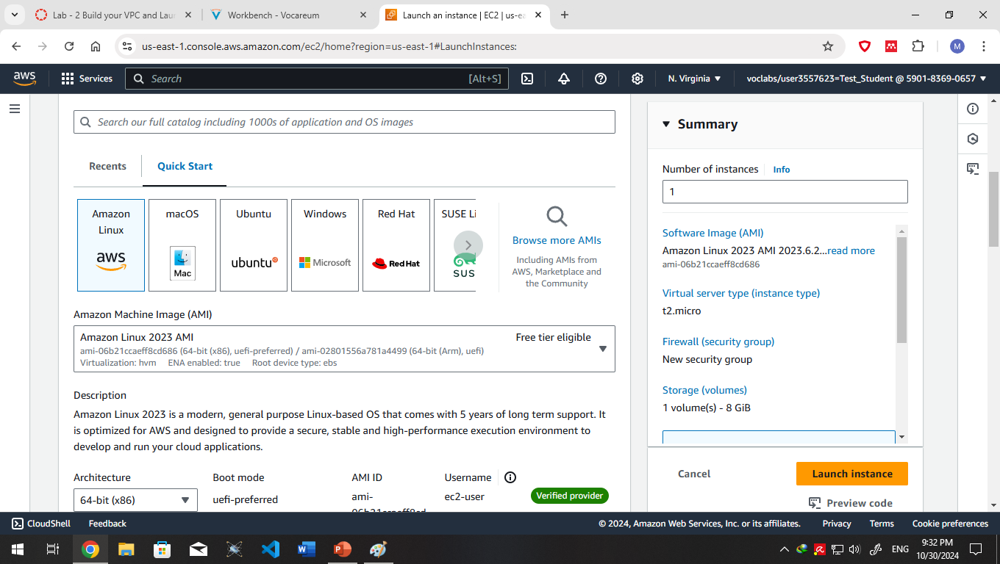 Lab - 2 Build your VPC and Lau
Workbench - Vocareum
Launch an instance | EC2 | us-ea
us-east-1.console.aws.amazon.com/ec2/home?region=us-east-1#LaunchInstances:
M
aws
Services
Search
[Alt+S]
N. Virginia
voclabs/user3557623=Test_Student @ 5901-8369-0657
Search our full catalog including 1000s of application and OS images
Recents
Quick Start
Amazon
Linux
aws
macOS
Mac
Ubuntu
ubuntu
Windows
Microsoft
Red Hat
Red Hat
SUSE Li
SUS
Browse more AMIs
Including AMIs from
AWS, Marketplace and
the Community
Amazon Machine Image (AMI)
Amazon Linux 2023 AMI
Free tier eligible
ami-06b21ccaeff8cd686 (64-bit (x86), uefi-preferred) / ami-02801556a781a4499 (64-bit (Arm), uefi)
Virtualization: hvm ENA enabled: true Root device type: ebs
Description
Amazon Linux 2023 is a modern, general purpose Linux-based OS that comes with 5 years of long term support. It
is optimized for AWS and designed to provide a secure, stable and high-performance execution environment to
develop and run your cloud applications.
Architecture
64-bit (x86)
Boot mode
uefi-preferred
AMI ID
ami-
06b21ccaeff8cd
Username
ec2-user
Verified provider
Summary
Number of instances
Info
1
Software Image (AMI)
Amazon Linux 2023 AMI 2023.6.2...read more
ami-06b21ccaeff8cd686
Virtual server type (instance type)
t2.micro
Firewall (security group)
New security group
Storage (volumes)
1 volume(s) - 8 GiB
Cancel
Launch instance
Preview code
CloudShell
Feedback
© 2024, Amazon Web Services, Inc. or its affiliates.
Privacy
Terms
Cookie preferences
ENG
9:32 PM
10/30/2024